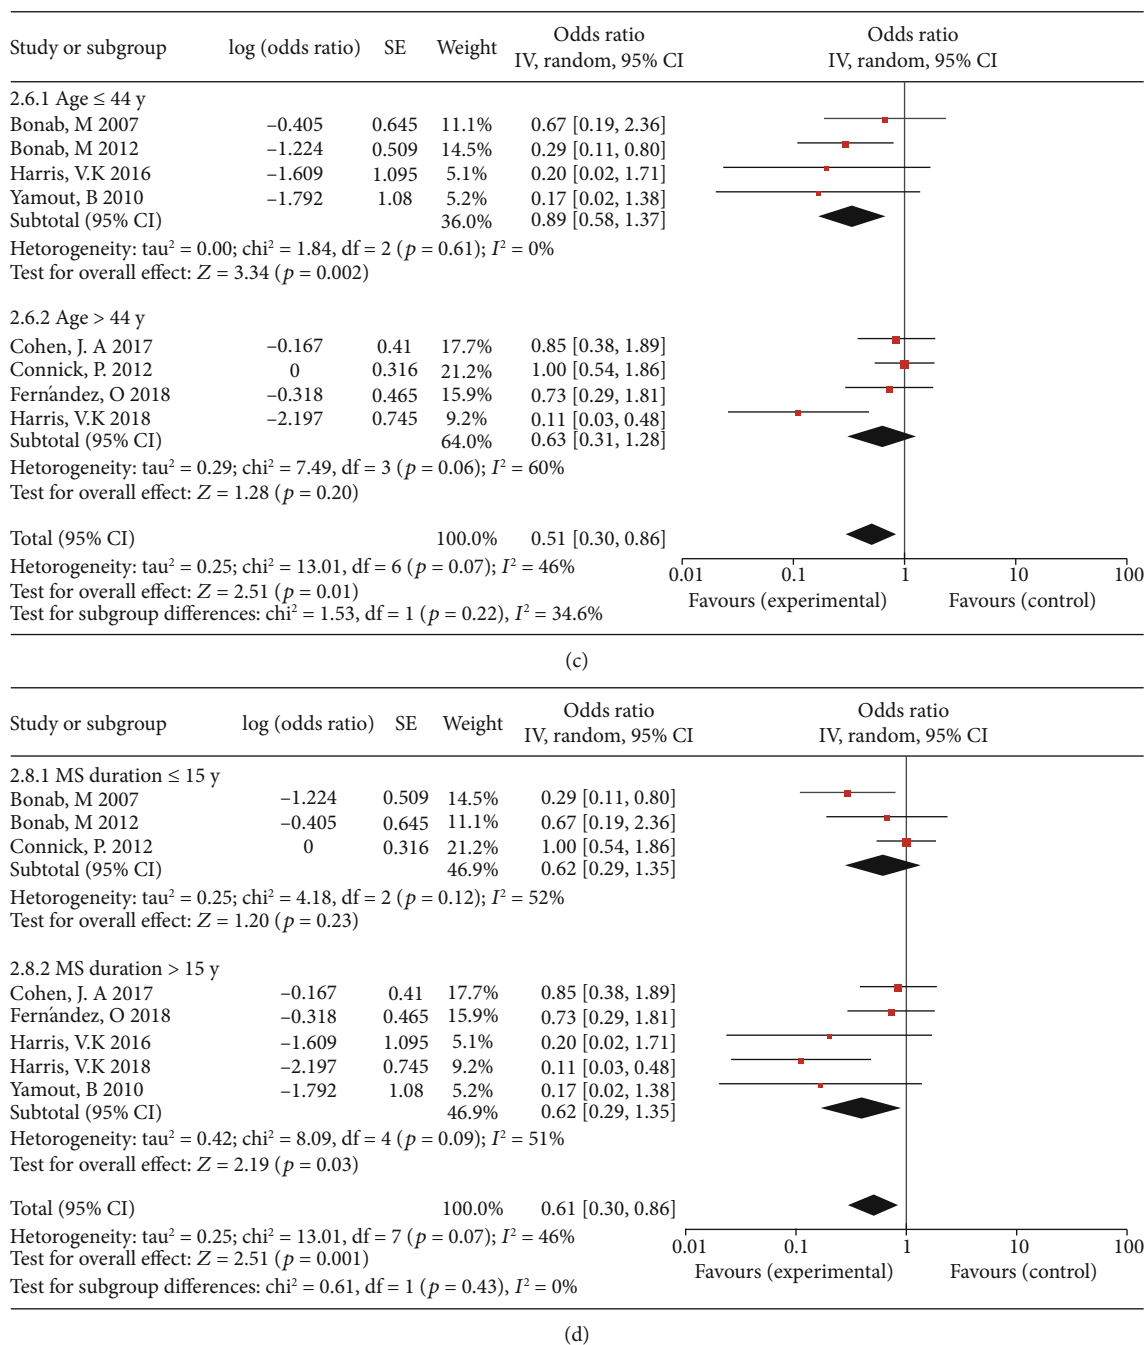 Study or subgroup log (odds ratio) SE Weight Odds ratio IV, random, 95% CI Odds ratio IV, random, 95% CI
2.6.1 Age ≤ 44 y
Bonab, M 2007 –0.405 0.645 11.1% 0.67 [0.19, 2.36]
Bonab, M 2012 –1.224 0.509 14.5% 0.29 [0.11, 0.80]
Harris, V.K 2016 –1.609 1.095 5.1% 0.20 [0.02, 1.71]
Yamout, B 2010 –1.792 1.08 5.2% 0.17 [0.02, 1.38]
Subtotal (95% CI) 36.0% 0.89 [0.58, 1.37]
Hetorogeneity: tau² = 0.00; chi² = 1.84, df = 2 (p = 0.61); I² = 0%
Test for overall effect: Z = 3.34 (p = 0.002)
2.6.2 Age > 44 y
Cohen, J. A 2017 –0.167 0.41 17.7% 0.85 [0.38, 1.89]
Connick, P. 2012 0 0.316 21.2% 1.00 [0.54, 1.86]
Fernández, O 2018 –0.318 0.465 15.9% 0.73 [0.29, 1.81]
Harris, V.K 2018 –2.197 0.745 9.2% 0.11 [0.03, 0.48]
Subtotal (95% CI) 64.0% 0.63 [0.31, 1.28]
Hetorogeneity: tau² = 0.29; chi² = 7.49, df = 3 (p = 0.06); I² = 60%
Test for overall effect: Z = 1.28 (p = 0.20)
Total (95% CI) 100.0% 0.51 [0.30, 0.86]
Heterogeneity: tau² = 0.25; chi² = 13.01, df = 6 (p = 0.07); I² = 46%
Test for overall effect: Z = 2.51 (p = 0.01)
Test for subgroup differences: chi² = 1.53, df = 1 (p = 0.22), I² = 34.6%
0.01 0.1 1 10 100
Favours (experimental) Favours (control)
(c)
Study or subgroup log (odds ratio) SE Weight Odds ratio IV, random, 95% CI Odds ratio IV, random, 95% CI
2.8.1 MS duration ≤ 15 y
Bonab, M 2007 –1.224 0.509 14.5% 0.29 [0.11, 0.80]
Bonab, M 2012 –0.405 0.645 11.1% 0.67 [0.19, 2.36]
Connick, P. 2012 0 0.316 21.2% 1.00 [0.54, 1.86]
Subtotal (95% CI) 46.9% 0.62 [0.29, 1.35]
Hetorogeneity: tau² = 0.25; chi² = 4.18, df = 2 (p = 0.12); I² = 52%
Test for overall effect: Z = 1.20 (p = 0.23)
2.8.2 MS duration > 15 y
Cohen, J. A 2017 –0.167 0.41 17.7% 0.85 [0.38, 1.89]
Fernández, O 2018 –0.318 0.465 15.9% 0.73 [0.29, 1.81]
Harris, V.K 2016 –1.609 1.095 5.1% 0.20 [0.02, 1.71]
Harris, V.K 2018 –2.197 0.745 9.2% 0.11 [0.03, 0.48]
Yamout, B 2010 –1.792 1.08 5.2% 0.17 [0.02, 1.38]
Subtotal (95% CI) 46.9% 0.62 [0.29, 1.35]
Hetorogeneity: tau² = 0.42; chi² = 8.09, df = 4 (p = 0.09); I² = 51%
Test for overall effect: Z = 2.19 (p = 0.03)
Total (95% CI) 100.0% 0.61 [0.30, 0.86]
Heterogeneity: tau² = 0.25; chi² = 13.01, df = 7 (p = 0.07); I² = 46%
Test for overall effect: Z = 2.51 (p = 0.001)
Test for subgroup differences: chi² = 0.61, df = 1 (p = 0.43), I² = 0%
0.01 0.1 1 10 100
Favours (experimental) Favours (control)
(d)